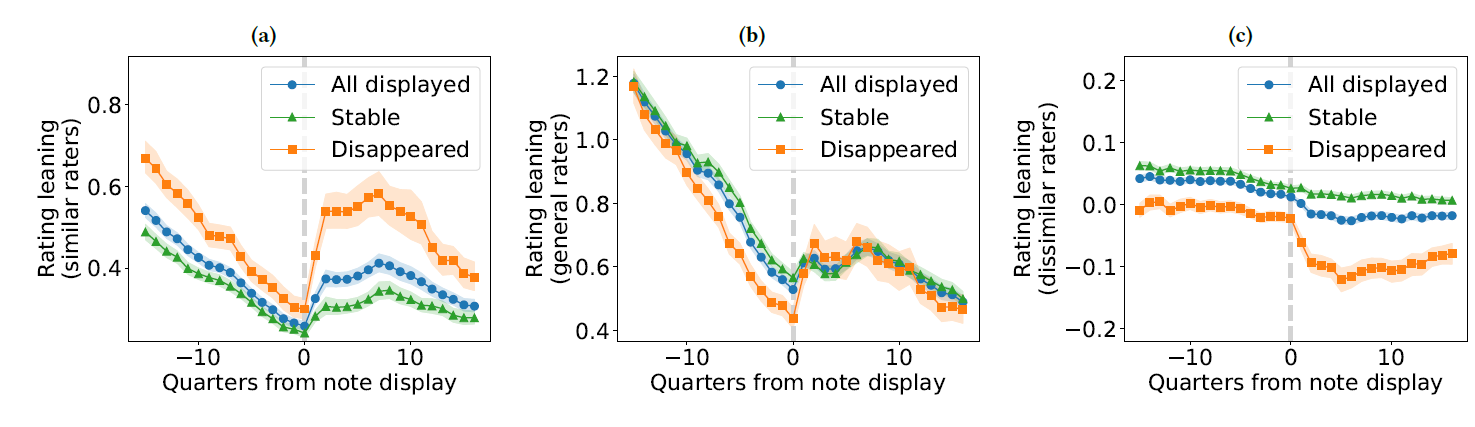 (a)
Rating leaning
(similar raters)
0.8
0.6
0.4
All displayed
Stable
Disappeared
−10
0
10
Quarters from note display
(b)
Rating leaning
(general raters)
1.2
1.0
0.8
0.6
0.4
All displayed
Stable
Disappeared
−10
0
10
Quarters from note display
(c)
Rating leaning
(dissimilar raters)
0.2
0.1
0.0
−0.1
−0.2
All displayed
Stable
Disappeared
−10
0
10
Quarters from note display